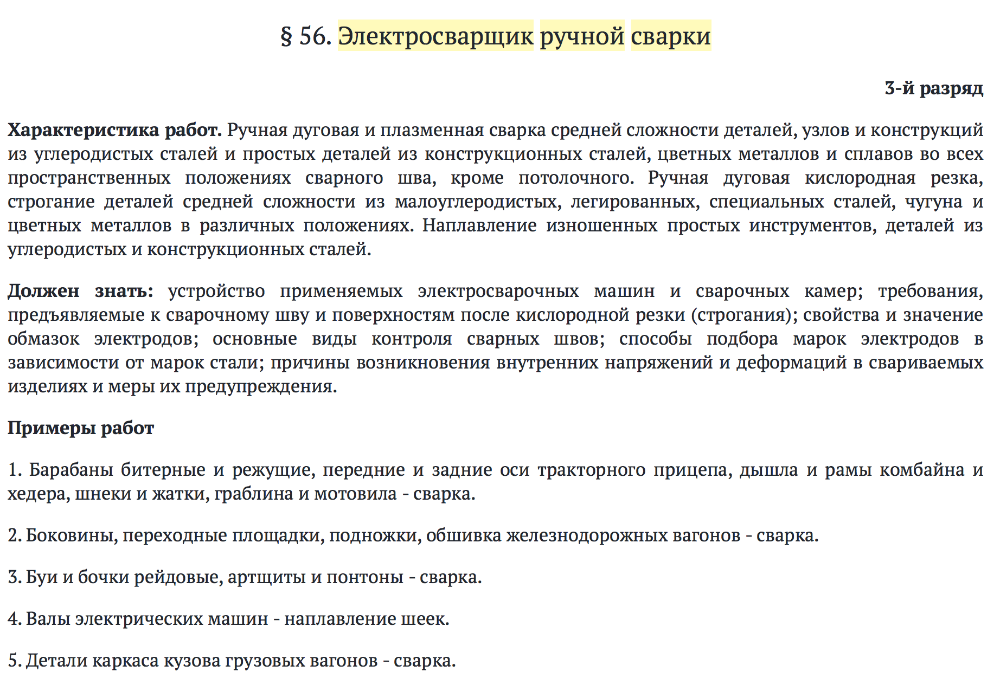 § 56. Электросварщик ручной сварки
3-й разряд
Характеристика работ. Ручная дуговая и плазменная сварка средней сложности деталей, узлов и конструкций
из углеродистых сталей и простых деталей из конструкционных сталей, цветных металлов и сплавов во всех
пространственных положениях сварного шва, кроме потолочного. Ручная дуговая кислородная резка,
строгание деталей средней сложности из малоуглеродистых, легированных, специальных сталей, чугуна и
цветных металлов в различных положениях. Наплавление изношенных простых инструментов, деталей из
углеродистых и конструкционных сталей.
Должен знать: устройство применяемых электросварочных машин и сварочных камер; требования,
предъявляемые к сварочному шву и поверхностям после кислородной резки (строгания); свойства и значение
обмазок электродов; основные виды контроля сварных швов; способы подбора марок электродов в
зависимости от марок стали; причины возникновения внутренних напряжений и деформаций в свариваемых
изделиях и меры их предупреждения.
Примеры работ
1. Барабаны битерные и режущие, передние и задние оси тракторного прицепа, дышла и рамы комбайна и
хедера, шнеки и жатки, граблина и мотовила - сварка.
2. Боковины, переходные площадки, подножки, обшивка железнодорожных вагонов - сварка.
3. Буи и бочки рейдовые, артщиты и понтоны - сварка.
4. Валы электрических машин - наплавление шеек.
5. Детали каркаса кузова грузовых вагонов - сварка.